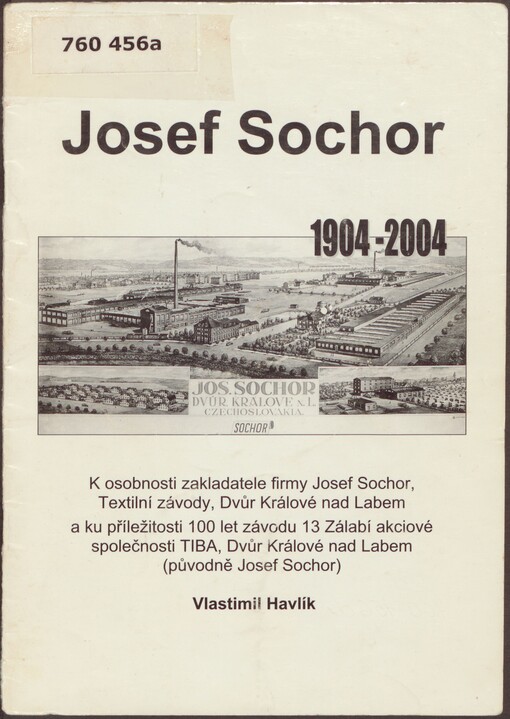 760 456a
Josef Sochor
1904-2004
JOS. SOCHOR
DVŮR KRÁLOVÉ n. L.
CZECHOSLOVAKIA.
SOCHOR
K osobnosti zakladatele firmy Josef Sochor,
Textilní závody, Dvůr Králové nad Labem
a ku příležitosti 100 let závodu 13 Zálabí akciové
společnosti TIBA, Dvůr Králové nad Labem
(původně Josef Sochor)
Vlastimil Havlík